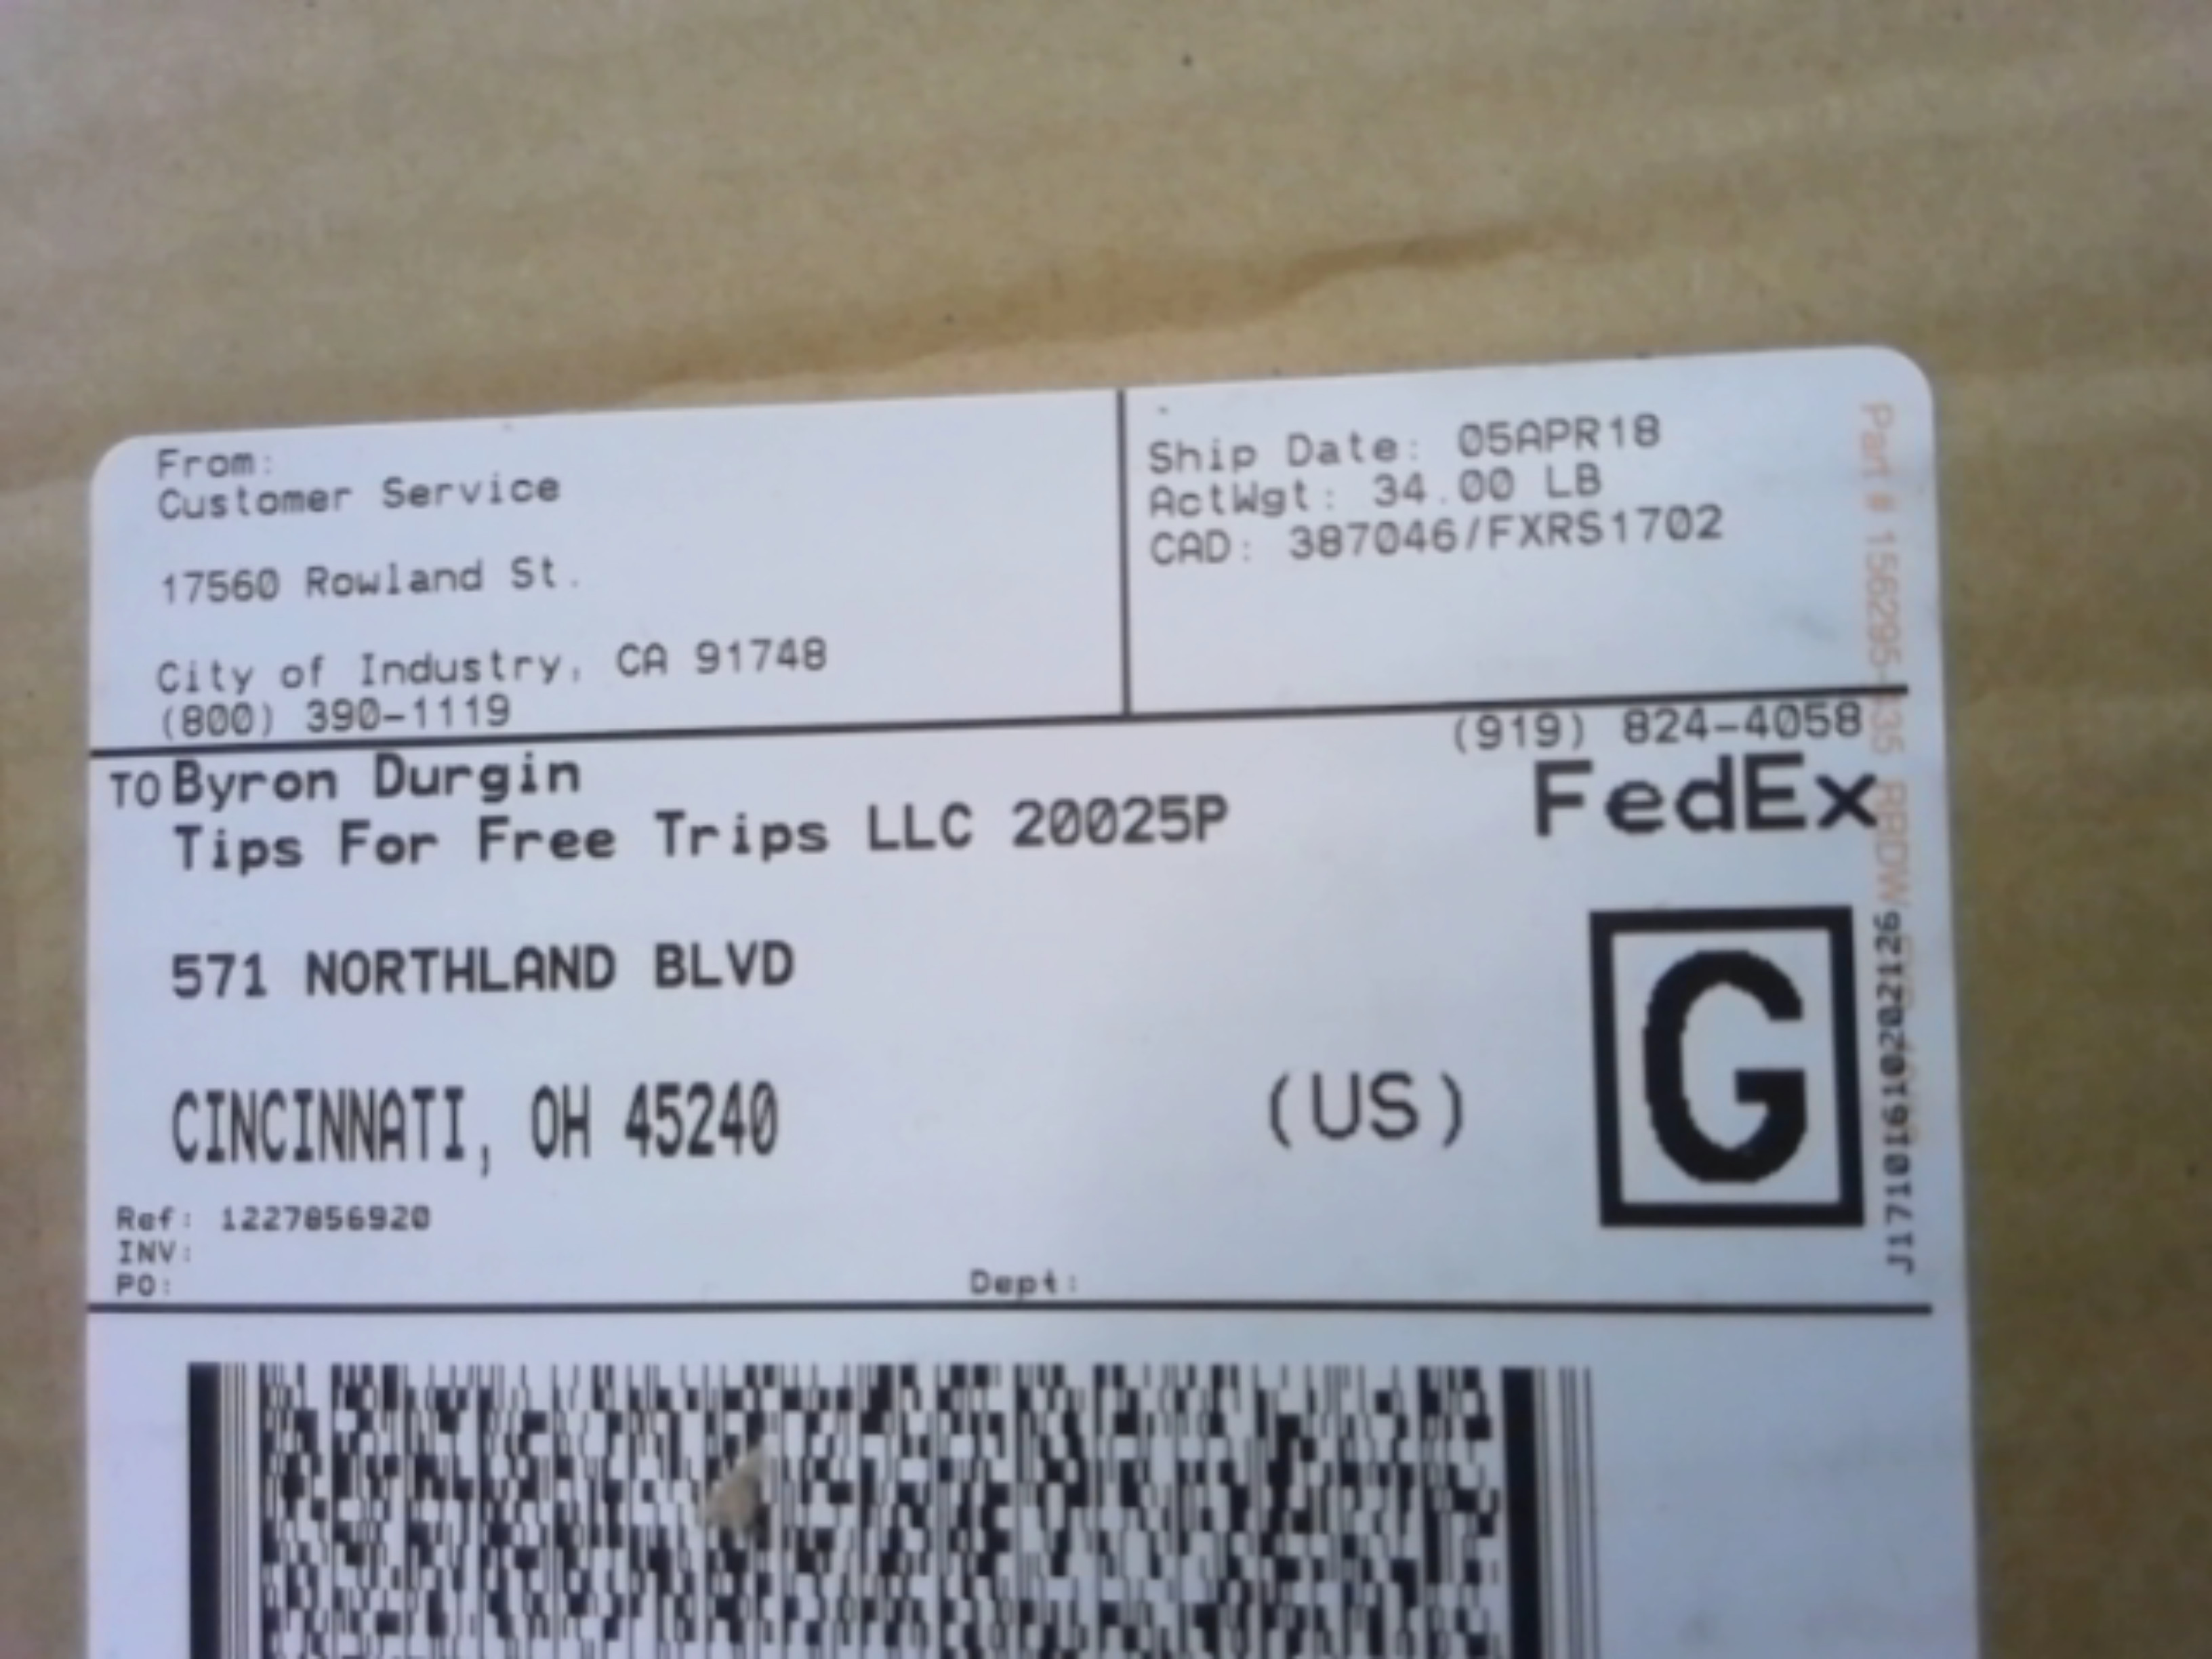 From:
Customer Service
17560 Rowland St.
City of Industry, CA 91748
(800) 390-1119
Ship Date: 05APR18
ActWgt: 34.00 LB
CAD: 387046/FXRS1702
(919) 824-4058
TO Byron Durgin
Tips For Free Trips LLC 20025P
FedEx
571 NORTHLAND BLVD
CINCINNATI, OH 45240
(US)
G
Ref: 1227856920
INV:
PO:
Dept:
J17101610202126
Part #